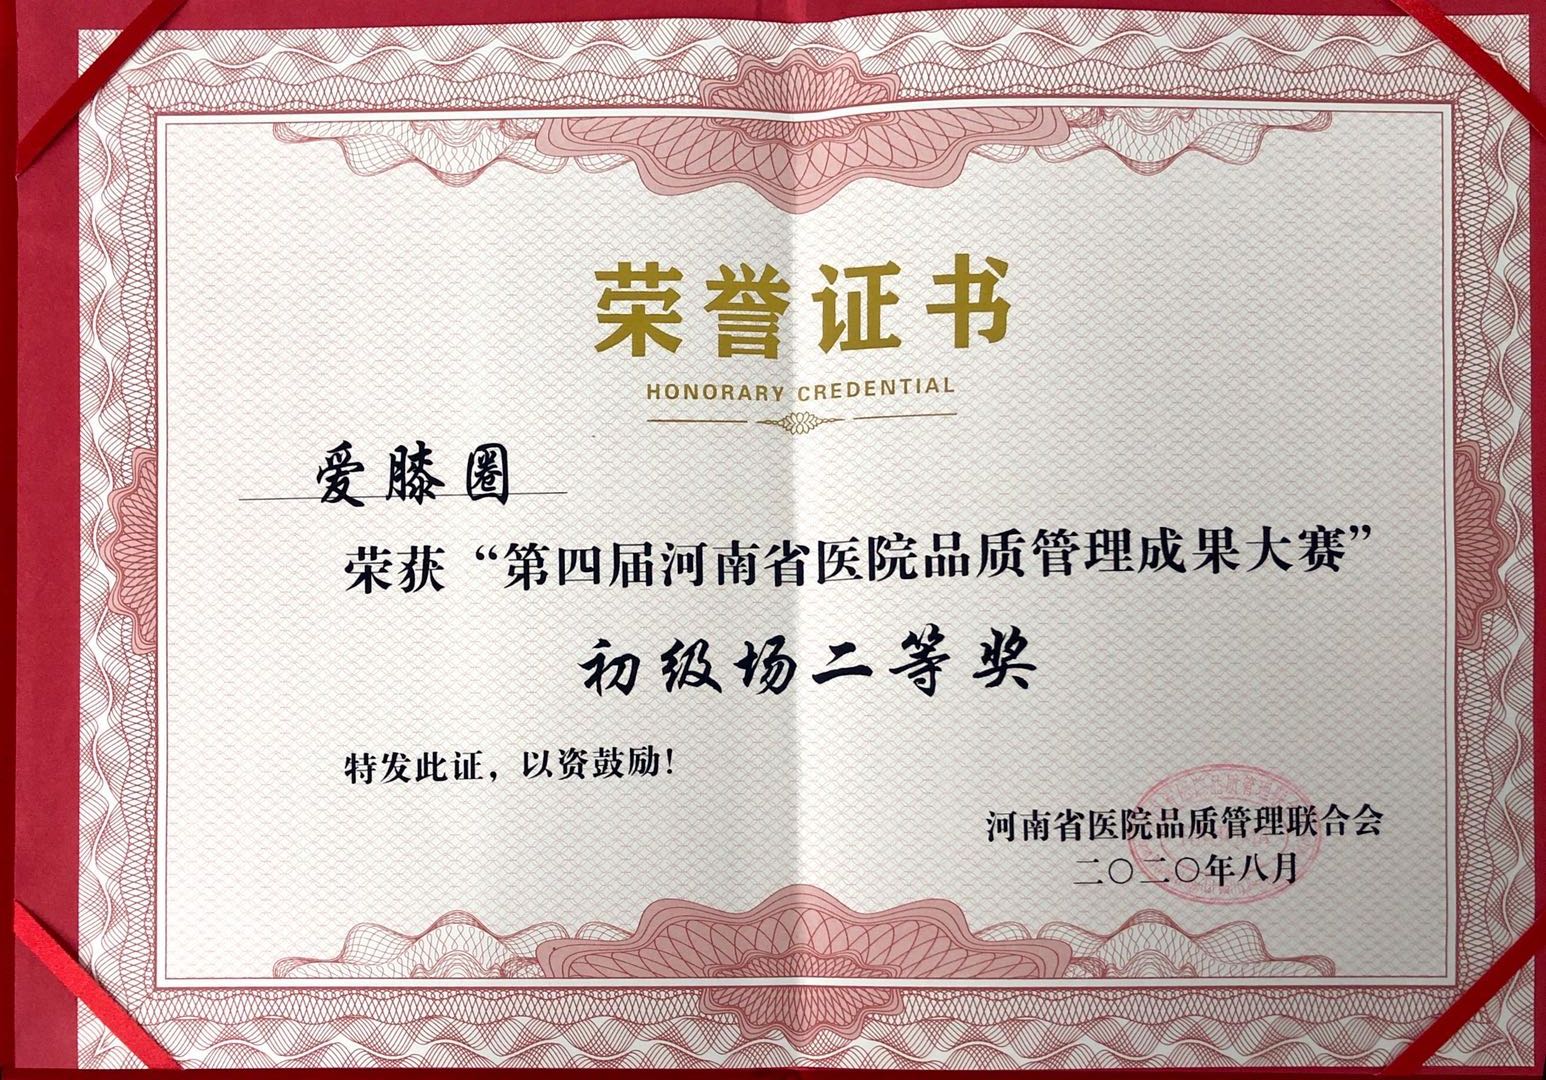 荣誉证书
HONORARY CREDENTIAL
爱膝圈
荣获“第四届河南省医院品质管理成果大赛”
初级场二等奖
特发此证，以资鼓励！
河南省医院品质管理联合会
二〇二〇年八月